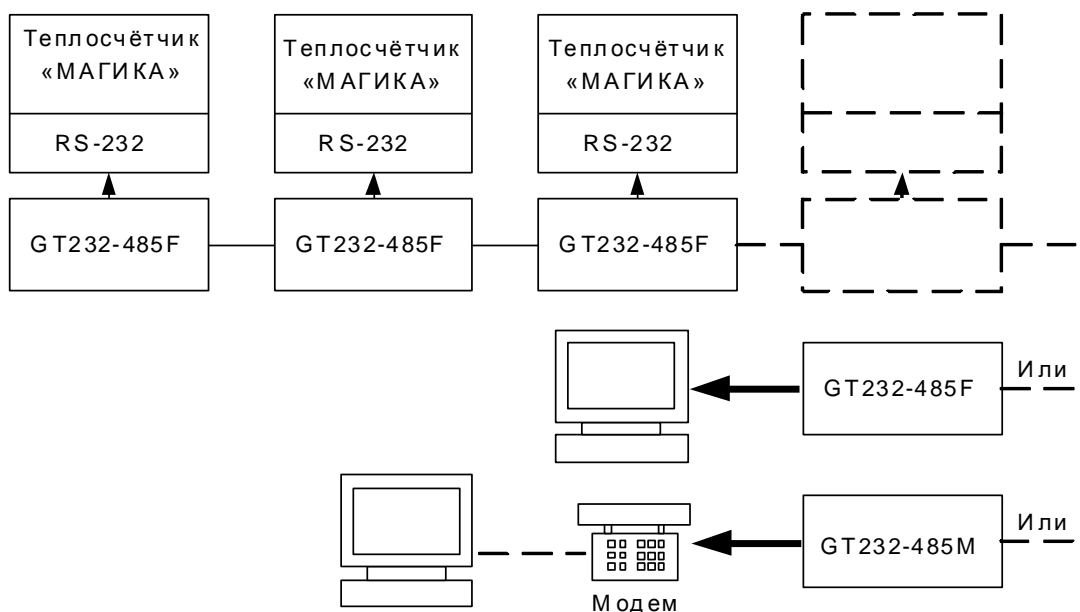 Теплосчётчик
«МАГИКА»
RS-232
GT232-485F
Теплосчётчик
«МАГИКА»
RS-232
GT232-485F
Теплосчётчик
«МАГИКА»
RS-232
GT232-485F
GT232-485F
Или
GT232-485M
Или
Модем